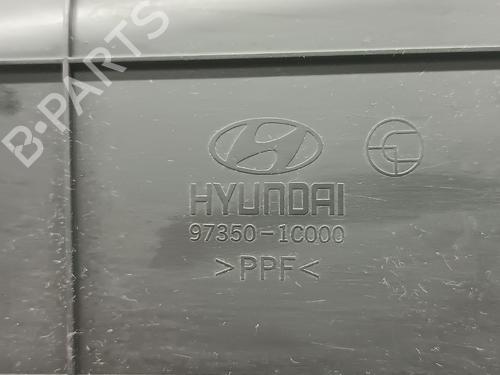 B-PARTS
HYUNDAI
97350-1C000
>PPF<